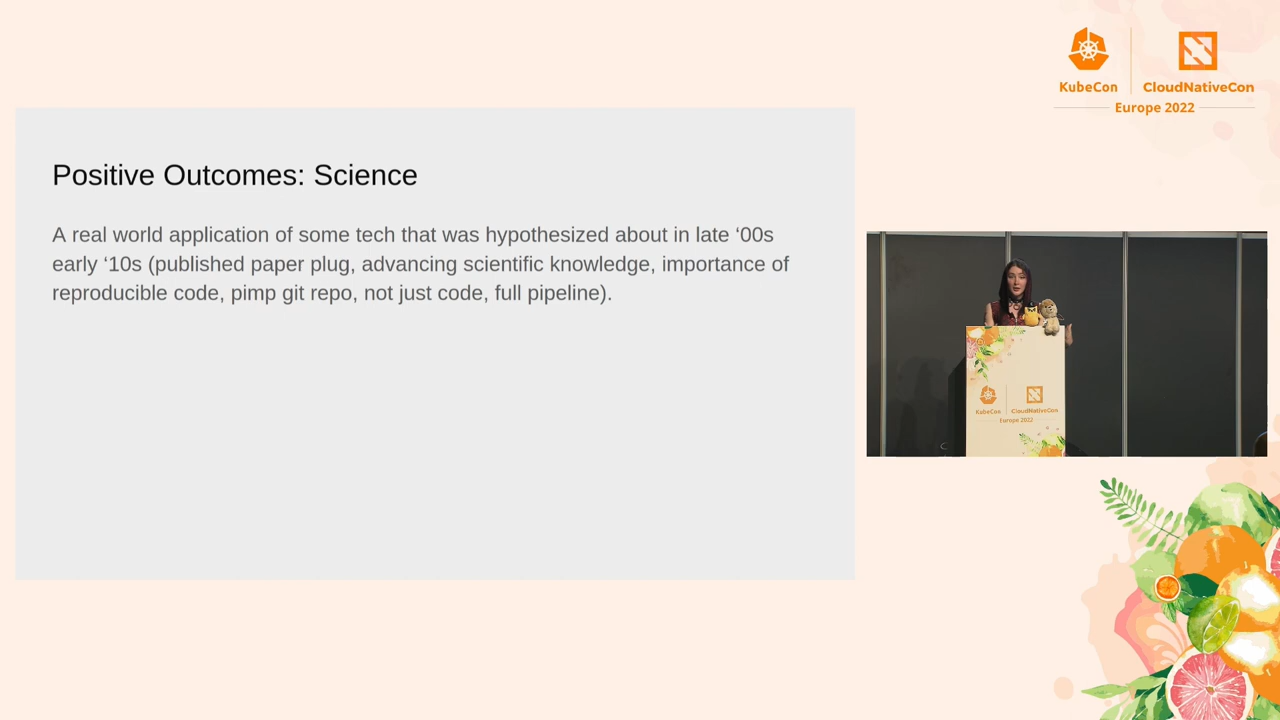 KubeCon
CloudNativeCon
Europe 2022
Positive Outcomes: Science
A real world application of some tech that was hypothesized about in late ‘00s
early ‘10s (published paper plug, advancing scientific knowledge, importance of
reproducible code, pimp git repo, not just code, full pipeline).
KubeCon
CloudNativeCon
Europe 2022